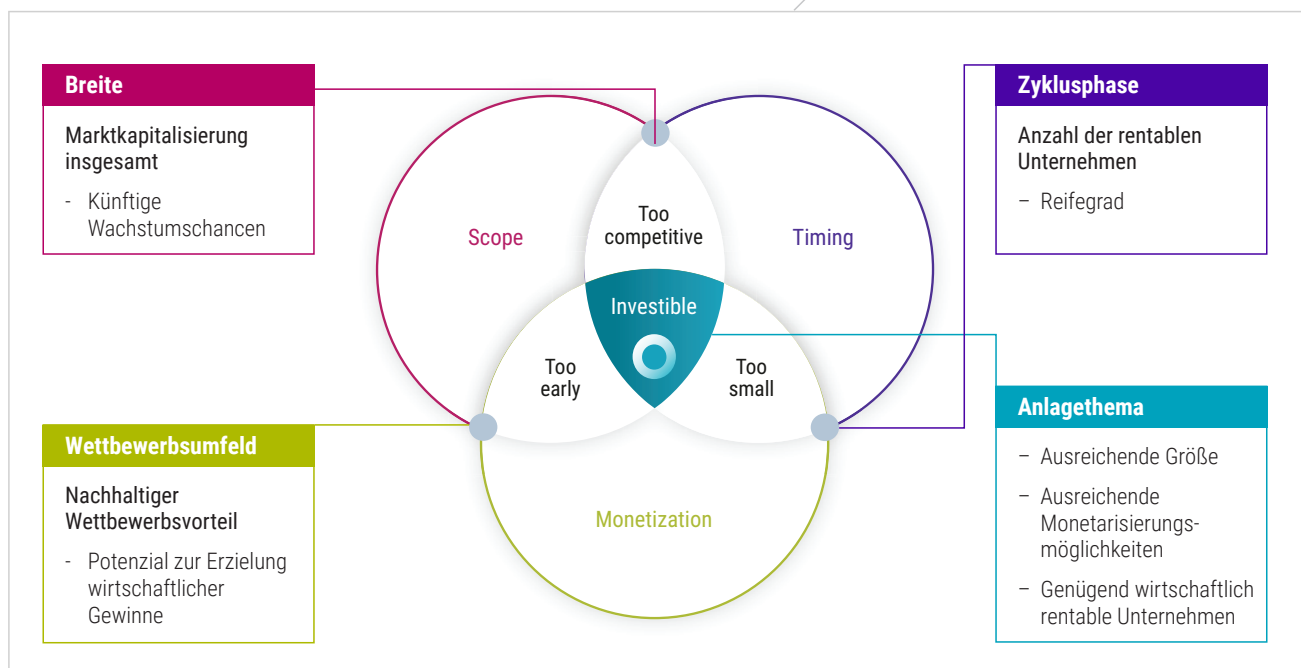 Breite
Marktkapitalisierung
insgesamt
- Künftige
Wachstumschancen
Zyklusphase
Anzahl der rentablen
Unternehmen
– Reifegrad
Scope
Too
competitive
Timing
Investible
Too
early
Too
small
Monetization
Wettbewerbsumfeld
Nachhaltiger
Wettbewerbsvorteil
- Potenzial zur Erzielung
wirtschaftlicher
Gewinne
Anlagethema
– Ausreichende Größe
– Ausreichende
Monetarisierungs-
möglichkeiten
– Genügend wirtschaftlich
rentable Unternehmen